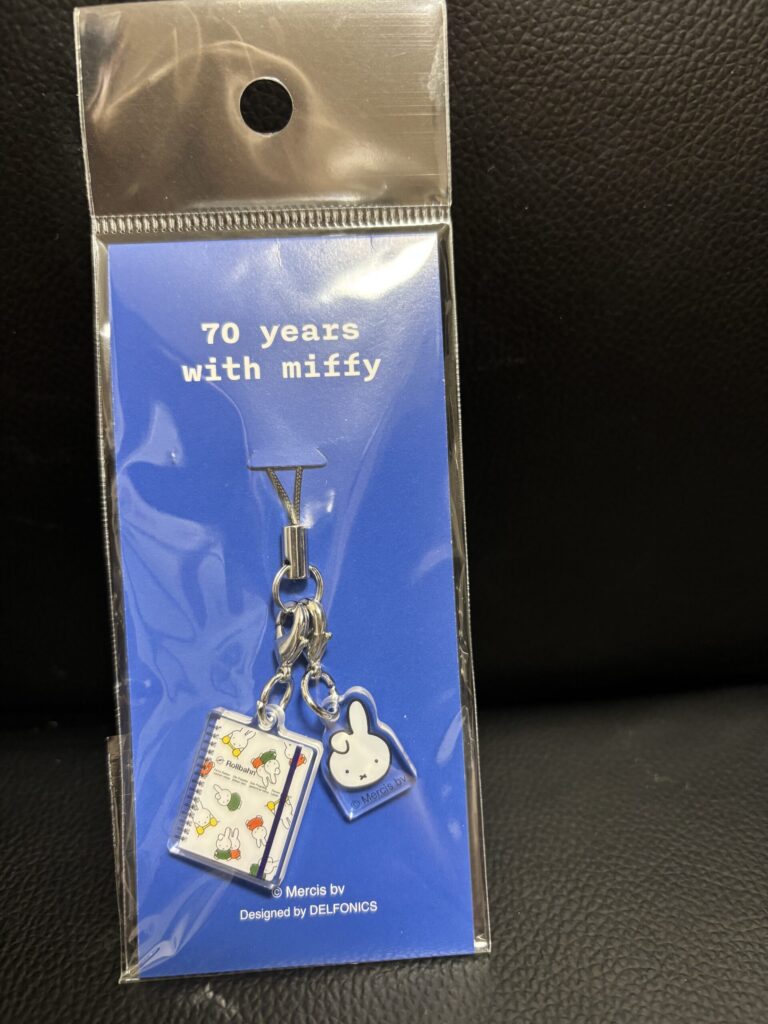 70 years
with miffy
Rollbahn
© Mercis bv
© Mercis bv
Designed by DELFONICS